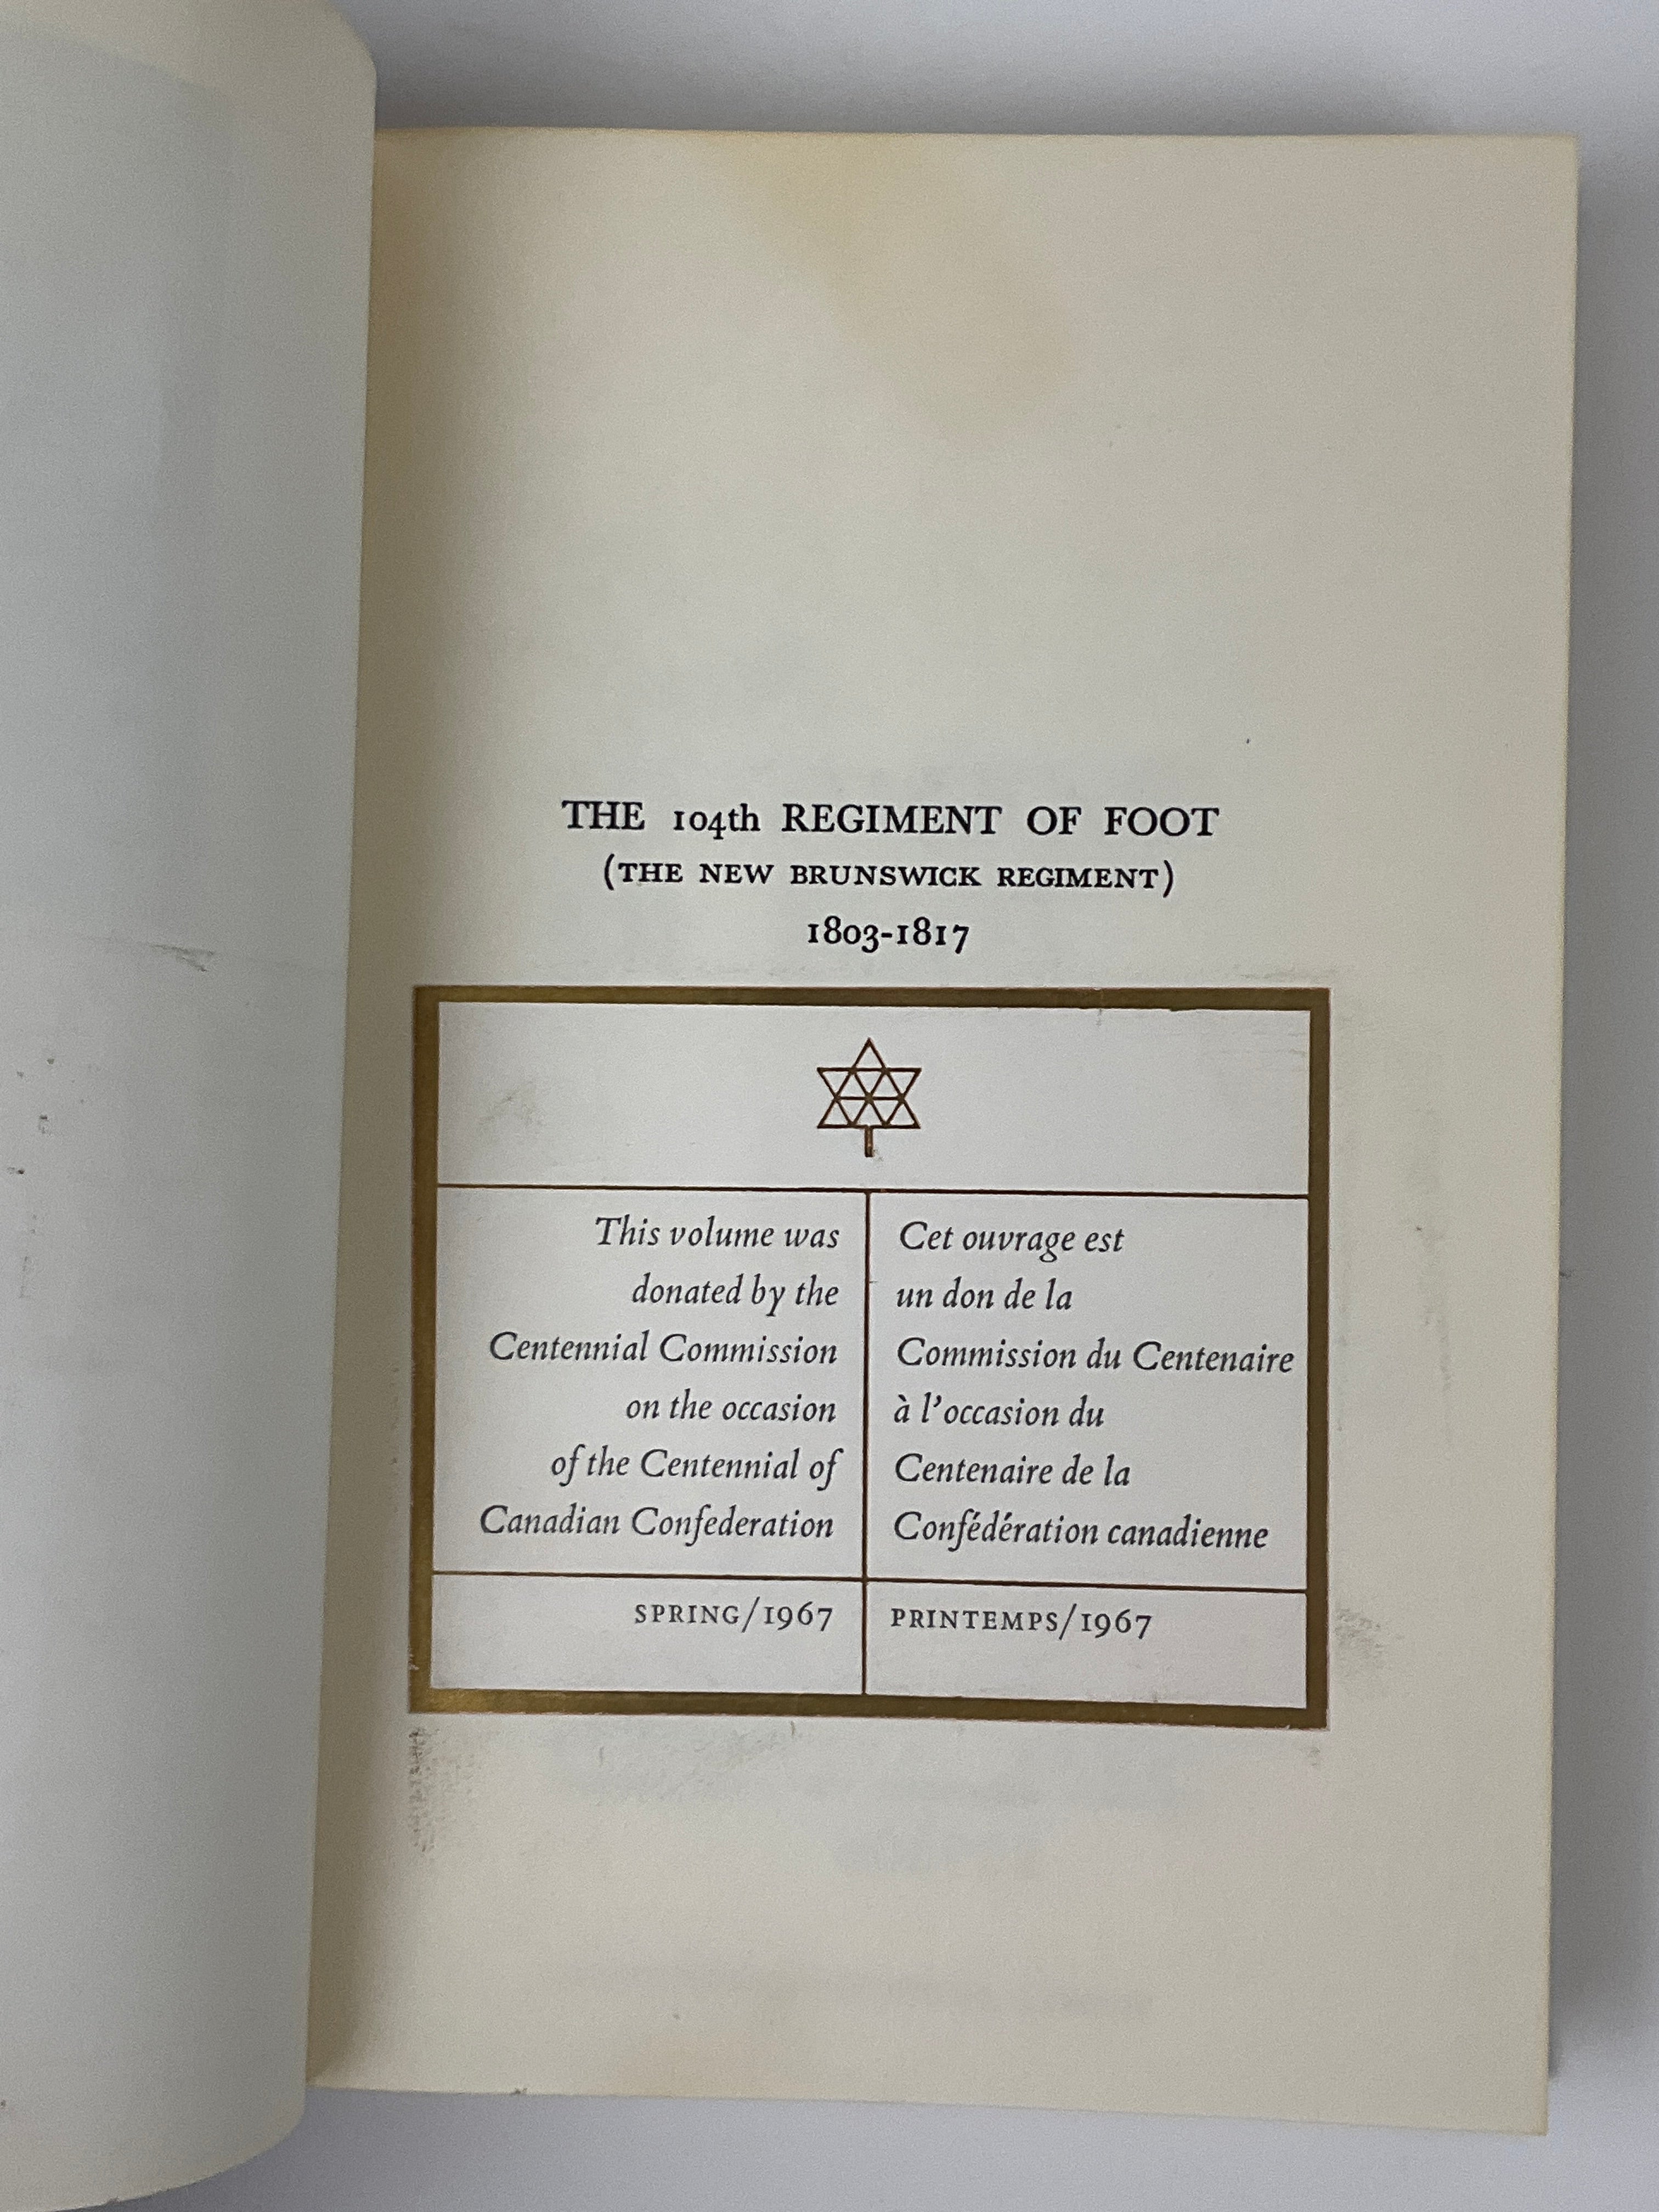 THE 104th REGIMENT OF FOOT
(THE NEW BRUNSWICK REGIMENT)
1803-1817
This volume was
donated by the
Centennial Commission
on the occasion
of the Centennial of
Canadian Confederation
SPRING/1967
Cet ouvrage est
un don de la
Commission du Centenaire
à l'occasion du
Centenaire de la
Confédération canadienne
PRINTEMPS/1967